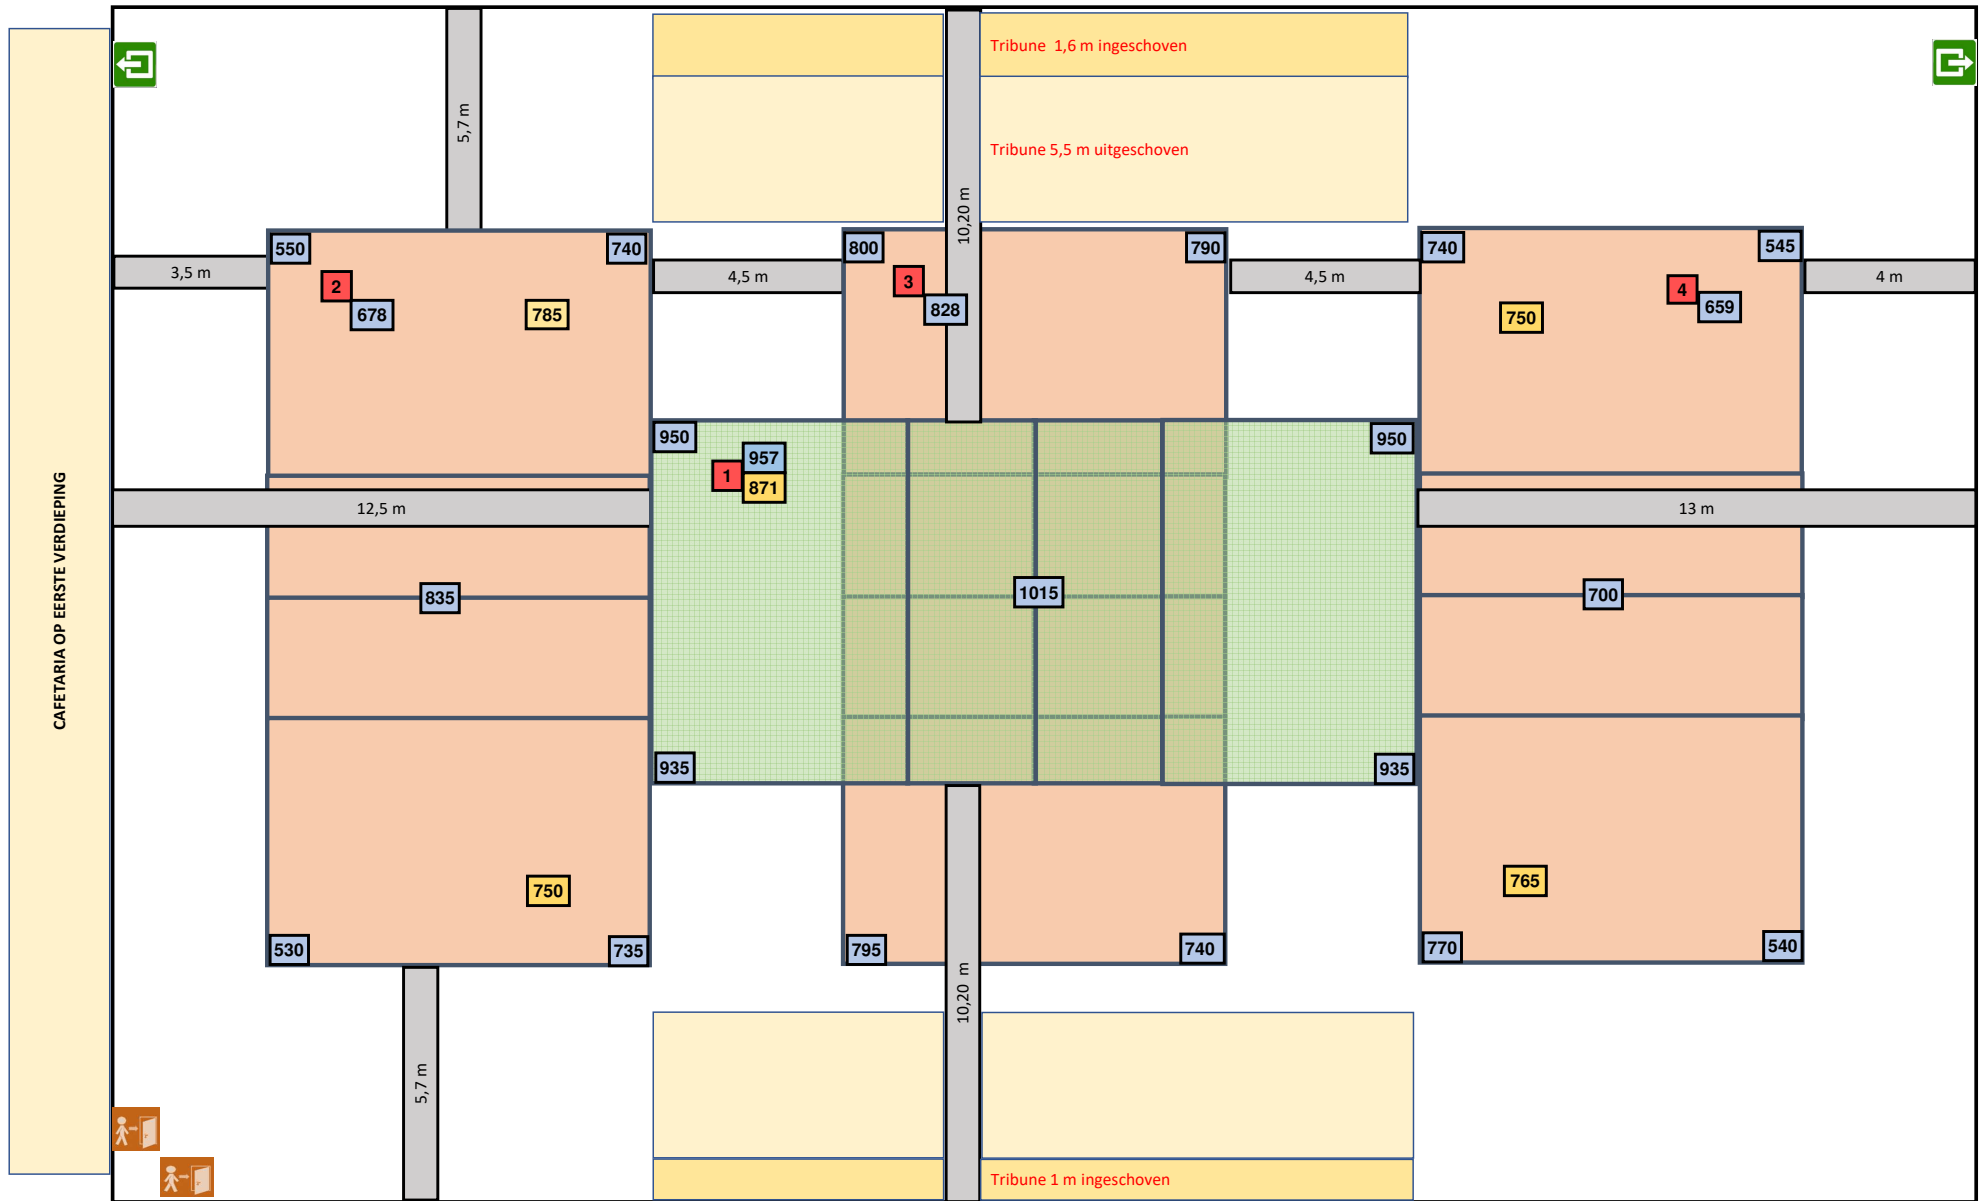 Tribune 1,6 m ingeschoven
5,7 m
Tribune 5,5 m uitgeschoven
10,20 m
550
740
800
790
740
545
3,5 m
4,5 m
4,5 m
4 m
2
678
785
3
828
750
4
659
950
957
1
871
950
12,5 m
13 m
CAFETARIA OP EERSTE VERDIEPING
835
1015
700
935
935
750
765
530
735
795
740
770
540
10,20 m
5,7 m
Tribune 1 m ingeschoven